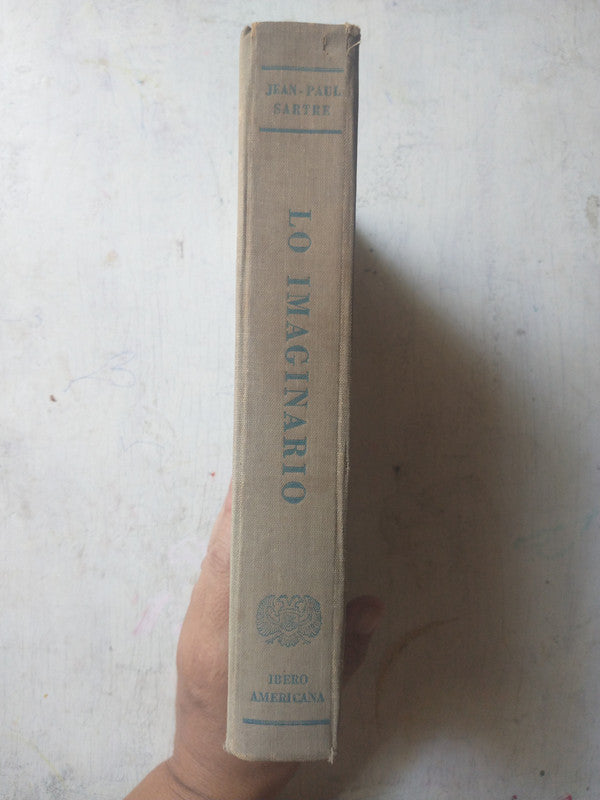 JEAN-PAUL
SARTRE
LO IMAGINARIO
IBERO
AMERICANA